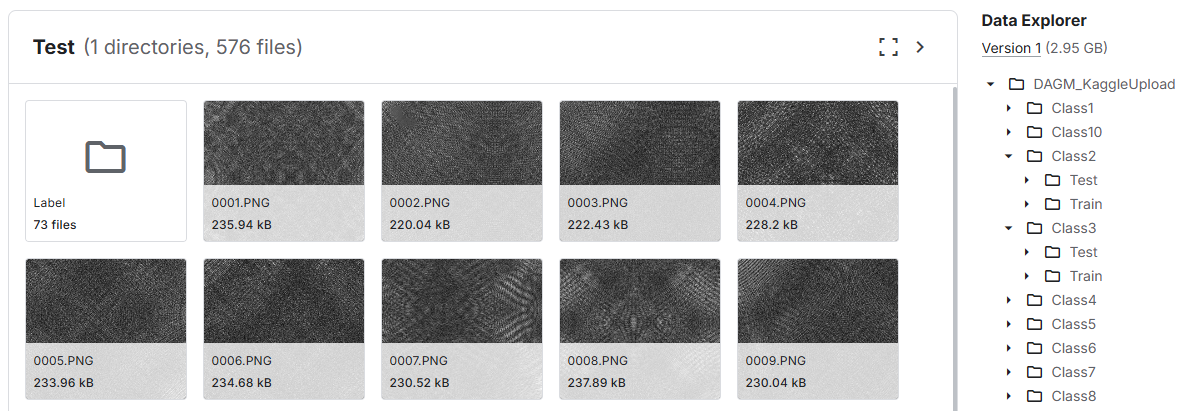 Test (1 directories, 576 files)
Label
73 files
0001.PNG
235.94 kB
0002.PNG
220.04 kB
0003.PNG
222.43 kB
0004.PNG
228.2 kB
0005.PNG
233.96 kB
0006.PNG
234.68 kB
0007.PNG
230.52 kB
0008.PNG
237.89 kB
0009.PNG
230.04 kB
Data Explorer
Version 1 (2.95 GB)
DAGM_KaggleUpload
Class1
Class10
Class2
Test
Train
Class3
Test
Train
Class4
Class5
Class6
Class7
Class8